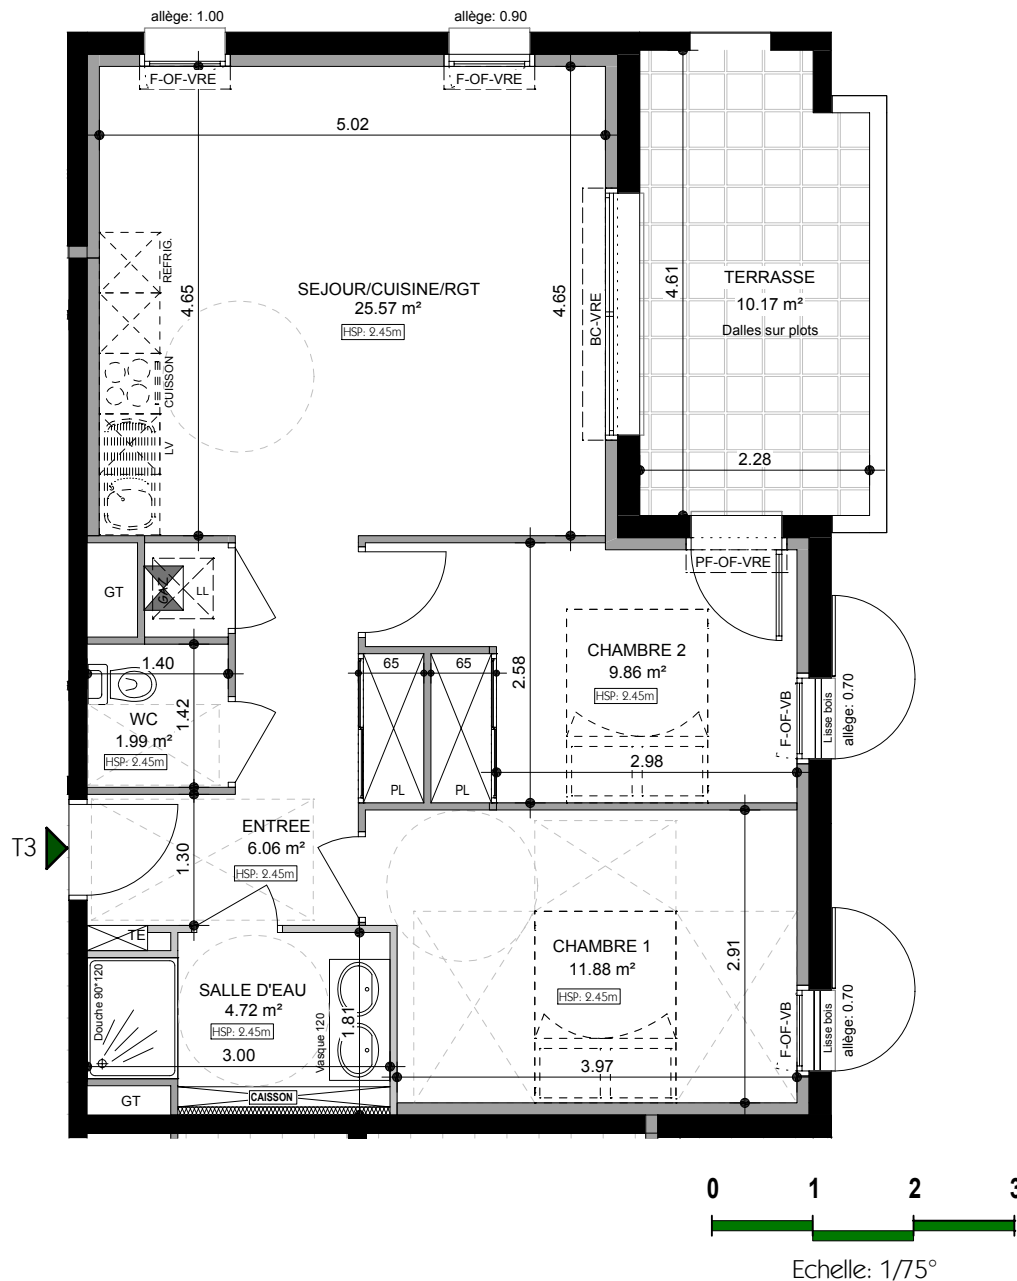 allège: 1.00
allège: 0.90
F-OF-VRE
F-OF-VRE
5.02
REFRIG.
4.65
SEJOUR/CUISINE/RGT
25.57 m²
HSP: 2.45m
4.65
BC-VRE
4.61
TERRASSE
10.17 m²
Dalles sur plots
CUISSON
LV
2.28
PF-OF-VRE
GT
GAZ
LL
CHAMBRE 2
9.86 m²
HSP: 2.45m
1.40
65
65
2.58
WC
1.99 m²
HSP: 2.45m
1.42
F-OF-VB
Lisse bois
allège: 0.70
2.98
PL
PL
T3
ENTREE
6.06 m²
HSP: 2.45m
1.30
TE
CHAMBRE 1
11.88 m²
HSP: 2.45m
2.91
Douche 90*120
SALLE D'EAU
4.72 m²
HSP: 2.45m
3.00
Vasque 120
1.81
F-OF-VB
Lisse bois
allège: 0.70
3.97
GT
CAISSON
0 1 2 3
Echelle: 1/75°